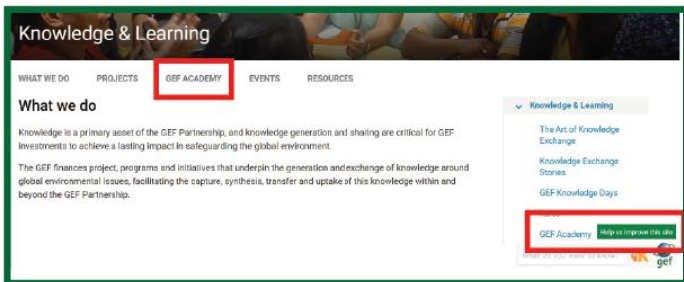 Knowledge & Learning
WHAT WE DO PROJECTS GEF ACADEMY EVENTS RESOURCES
What we do
Knowledge is a primary asset of the GEF Partnership, and knowledge generation and sharing are critical for GEF
investments to achieve a lasting impact in safeguarding the global environment.
The GEF finances project, programs and initiatives that underpin the generation andexchange of knowledge around
global environmental issues, facilitating the capture, synthesis, transfer and uptake of this knowledge within and
beyond the GEF Partnership.
Knowledge & Learning
The Art of Knowledge
Exchange
Knowledge Exchange
Stories
GEF Knowledge Days
GEF Academy
Help us improve this site
What do you want to know?
gef